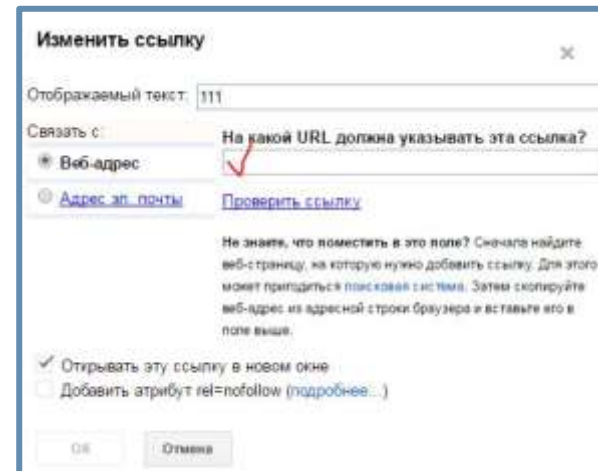 Изменить ссылку
Отображаемый текст: 111
Связать с:
На какой URL должна указывать эта ссылка?
Веб-адрес
Адрес эл. почты
Проверить ссылку
Не знаете, что поместить в это поле? Сначала найдите
веб-страницу, на которую нужно добавить ссылку. Для этого
может пригодиться поисковая система. Затем скопируйте
веб-адрес из адресной строки браузера и вставьте его в
поле выше.
Открывать эту ссылку в новом окне
Добавить атрибут rel=nofollow (подробнее...)
ОК
Отмена